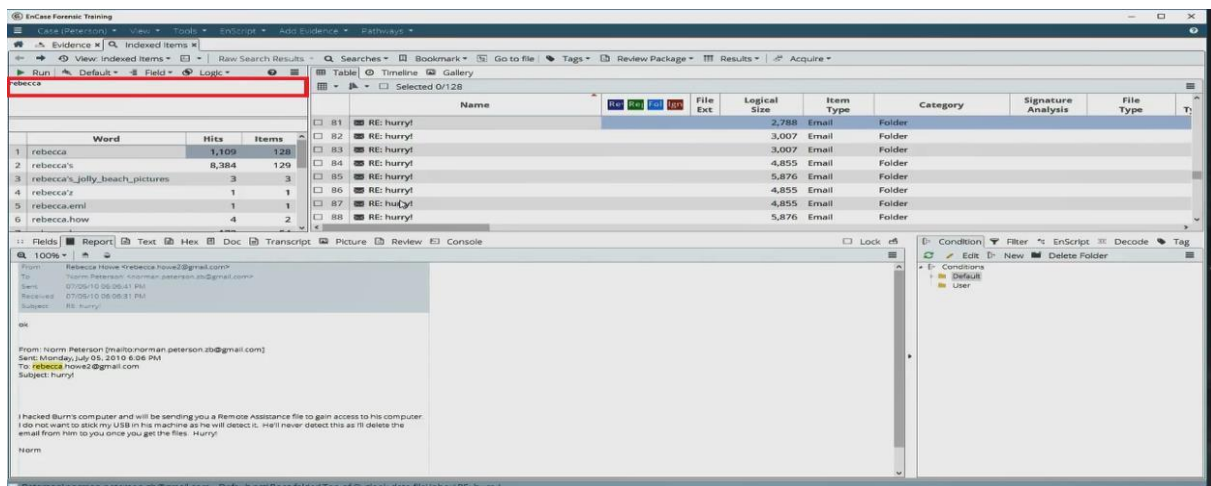 EnCase Forensic Training
Case (Peterson) View Tools EnScript Add Evidence Pathways
Evidence Indexed Items
View: Indexed Items Raw Search Results Searches Bookmark Go to file Tags Review Package Results Acquire
Run Default Field Logic Table Timeline Gallery
rebecca
Selected 0/128
Name File Ext Logical Size Item Type Category Signature Analysis File Type
81 RE: hurry! 2,788 Email Folder
82 RE: hurry! 3,007 Email Folder
83 RE: hurry! 3,007 Email Folder
84 RE: hurry! 4,855 Email Folder
85 RE: hurry! 5,876 Email Folder
86 RE: hurry! 4,855 Email Folder
87 RE: hurry! 4,855 Email Folder
88 RE: hurry! 5,876 Email Folder
Word Hits Items
1 rebecca 1,109 128
2 rebecca's 8,384 129
3 rebecca's_jolly_beach_pictures 3 3
4 rebecca'z 1 1
5 rebecca.eml 1 1
6 rebecca.how 4 2
Fields Report Text Hex Doc Transcript Picture Review Console Lock
100%
From Rebecca Howe <rebecca.howe2@gmail.com>
To Norm Peterson <norman.peterson.zb@gmail.com>
Sent 07/05/10 06:06:41 PM
Received
Subject RE: hurry!
ok
From: Norm Peterson [mailto:norman.peterson.zb@gmail.com]
Sent: Monday, July 05, 2010 6:06 PM
To: rebecca.howe2@gmail.com
Subject: hurry!
I hacked Burn's computer and will be sending you a Remote Assistance file to gain access to his computer.
I do not want to stick my USB in his machine as he will detect it. He'll never detect this as I'll delete the
email from him to you once you get the files. Hurry!
Norm
Condition Filter EnScript Decode Tag
Edit New Delete Folder
Conditions
Default
User